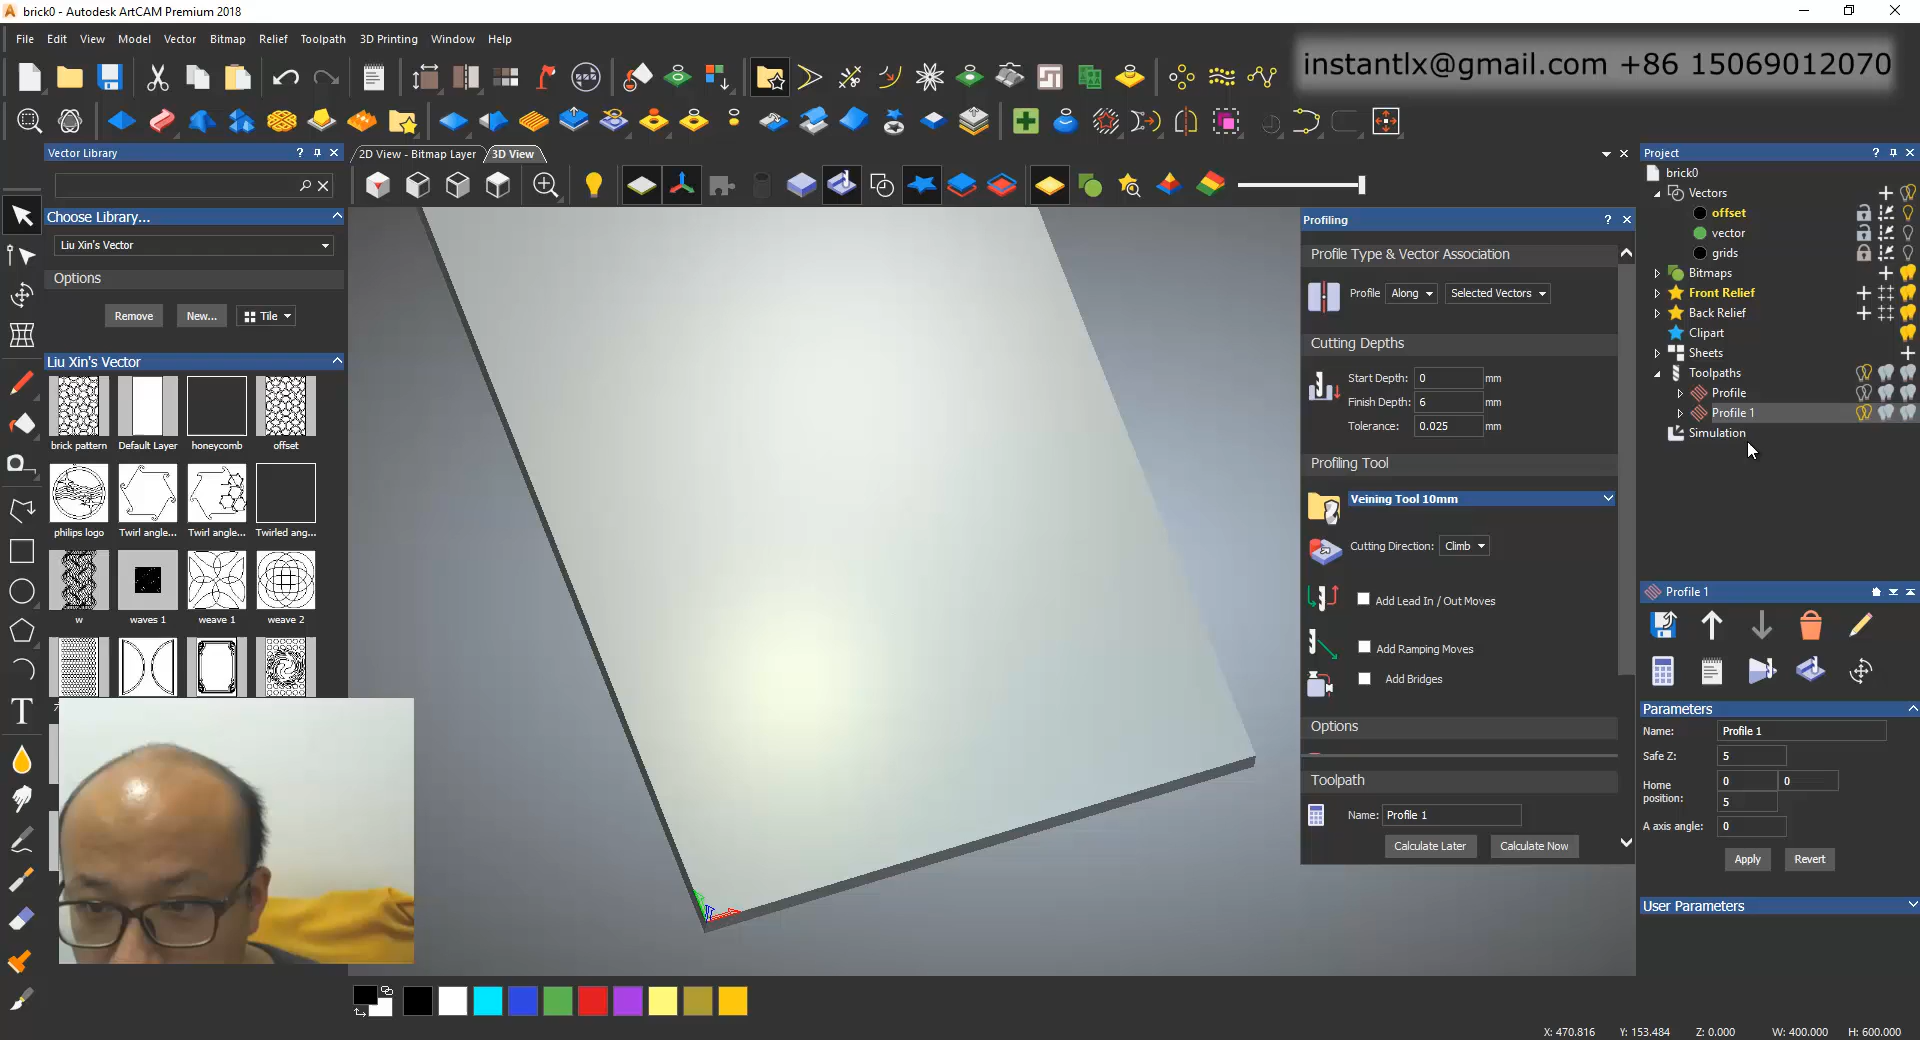 brick0 - Autodesk ArtCAM Premium 2018
File Edit View Model Vector Bitmap Relief Toolpath 3D Printing Window Help
instantlx@gmail.com +86 15069012070
Vector Library
2D View - Bitmap Layer
3D View
Choose Library...
Liu Xin's Vector
Options
Remove
New...
Tile
Liu Xin's Vector
brick pattern
Default Layer
honeycomb
offset
philips logo
Twirl angle...
Twirl angle...
Twirled ang...
w
waves 1
weave 1
weave 2
Profiling
Profile Type & Vector Association
Profile
Along
Selected Vectors
Cutting Depths
Start Depth: 0 mm
Finish Depth: 6 mm
Tolerance: 0.025 mm
Profiling Tool
Veining Tool 10mm
Cutting Direction: Climb
Add Lead In / Out Moves
Add Ramping Moves
Add Bridges
Options
Toolpath
Name: Profile 1
Calculate Later
Calculate Now
Project
brick0
Vectors
offset
vector
grids
Bitmaps
Front Relief
Back Relief
Clipart
Sheets
Toolpaths
Profile
Profile 1
Simulation
Profile 1
Parameters
Name: Profile 1
Safe Z: 5
Home position: 0 0
5
A axis angle: 0
Apply
Revert
User Parameters
X: 470.816 Y: 153.484 Z: 0.000 W: 400.000 H: 600.000